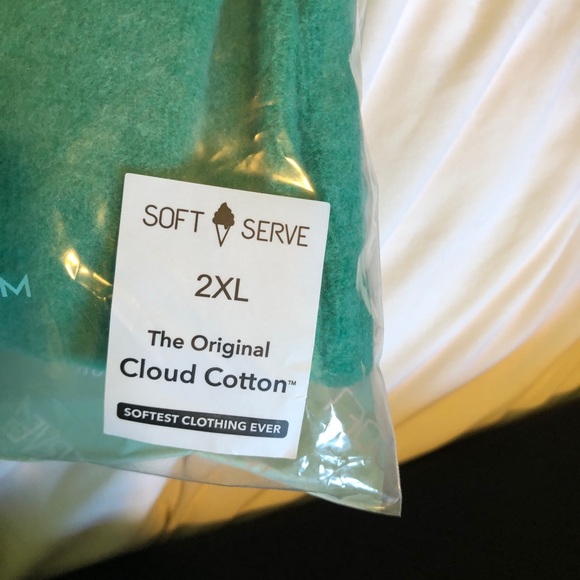 SOFT SERVE
2XL
The Original
Cloud Cotton™
SOFTEST CLOTHING EVER
M